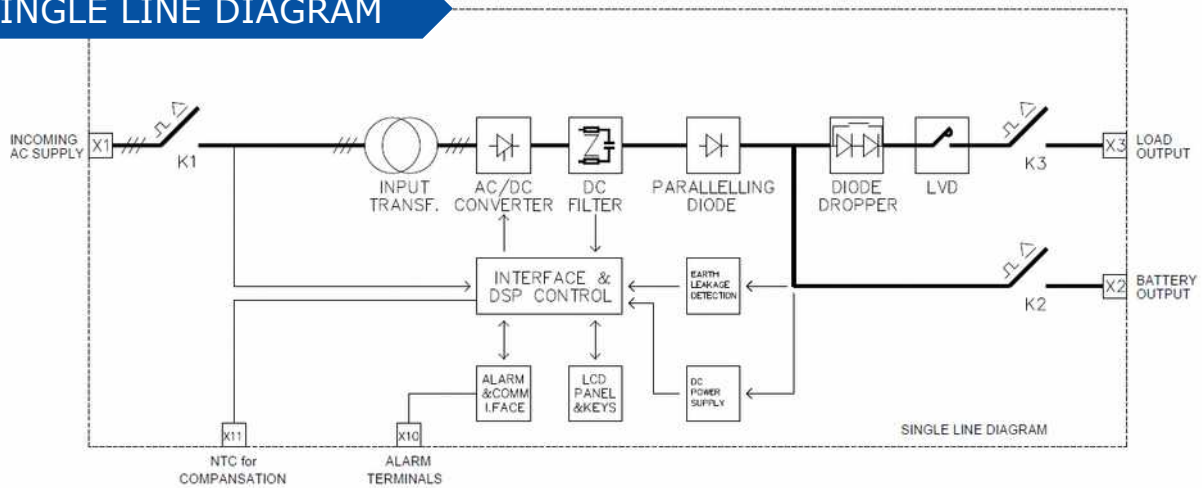 INGLE LINE DIAGRAM
INCOMING
AC SUPPLY
X1
K1
INPUT
TRANSF.
AC/DC
CONVERTER
DC
FILTER
PARALLELLING
DIODE
DIODE
DROPPER
LVD
K3
X3
LOAD
OUTPUT
INTERFACE &
DSP CONTROL
EARTH
LEAKAGE
DETECTION
K2
X2
BATTERY
OUTPUT
ALARM
&COMM
I.FACE
LCD
PANEL
&KEYS
DC
POWER
SUPPLY
X11
X10
SINGLE LINE DIAGRAM
NTC for
COMPANSATION
ALARM
TERMINALS